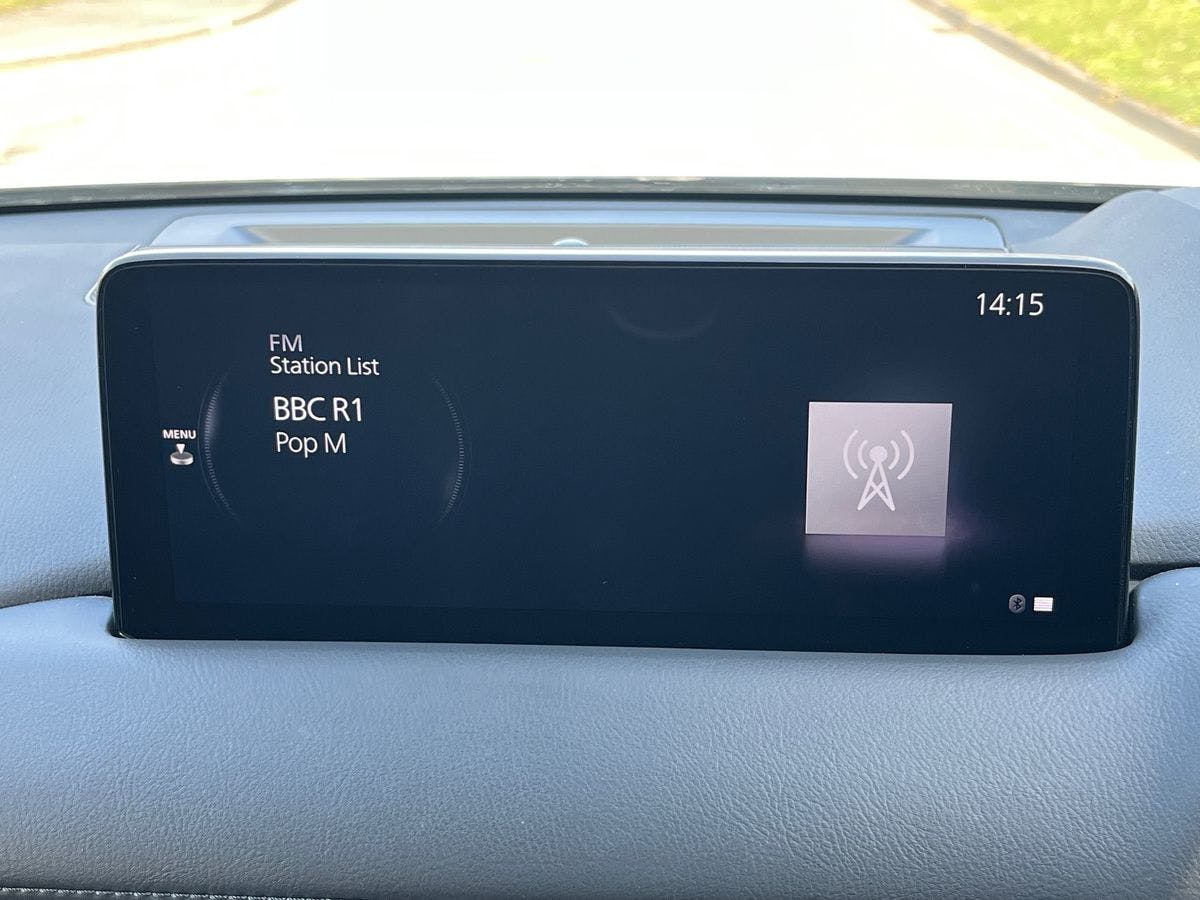 14:15
FM
Station List
BBC R1
Pop M
MENU